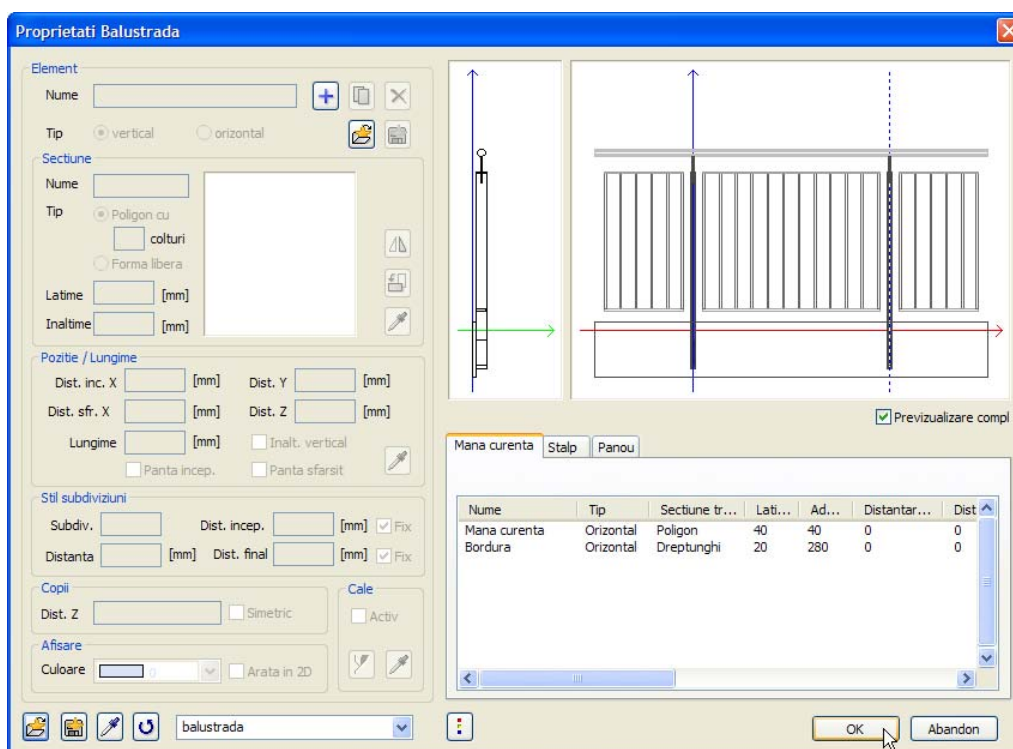 Proprietati Balustrada
Element
Nume
Tip vertical orizontal
Sectiune
Nume
Tip Poligon cu
colturi
Forma libera
Latime [mm]
Inaltime [mm]
Pozitie / Lungime
Dist. inc. X [mm] Dist. Y [mm]
Dist. sfr. X [mm] Dist. Z [mm]
Lungime [mm] Inalt. vertical
Panta incep. Panta sfarsit
Stil subdiviziuni
Subdiv. Dist. incep. [mm] Fix
Distanta [mm] Dist. final [mm] Fix
Copii
Dist. Z Simetric
Cale
Activ
Afisare
Culoare 0 Arata in 2D
balustrada
Previzualizare compl
Mana curenta Stalp Panou
Nume Tip Sectiune tr... Lati... Ad... Distantar... Dist
Mana curenta Orizontal Poligon 40 40 0 0
Bordura Orizontal Dreptunghi 20 280 0 0
OK Abandon